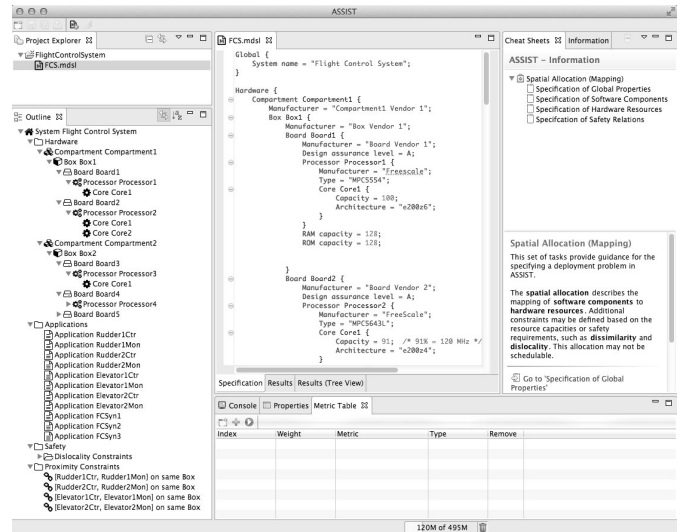 ASSIST
Project Explorer
FlightControlSystem
FCS.mdsl
Outline
System Flight Control System
Hardware
Compartment Compartment1
Box Box1
Board Board1
Processor Processor1
Core Core1
Board Board2
Processor Processor2
Core Core1
Core Core2
Compartment Compartment2
Box Box2
Board Board3
Processor Processor3
Core Core1
Board Board4
Processor Processor4
Board Board5
Applications
Application Rudder1Ctr
Application Rudder1Mon
Application Rudder2Ctr
Application Rudder2Mon
Application Elevator1Ctr
Application Elevator1Mon
Application Elevator2Ctr
Application Elevator2Mon
Application FCSyn1
Application FCSyn2
Application FCSyn3
Safety
Dislocality Constraints
Proximity Constraints
[Rudder1Ctr, Rudder1Mon] on same Box
[Rudder2Ctr, Rudder2Mon] on same Box
[Elevator1Ctr, Elevator1Mon] on same Box
[Elevator2Ctr, Elevator2Mon] on same Box
FCS.mdsl
Global {
System name = "Flight Control System";
}
Hardware {
Compartment Compartment1 {
Manufacturer = "Compartment1 Vendor 1";
Box Box1 {
Manufacturer = "Box Vendor 1";
Board Board1 {
Manufacturer = "Board Vendor 1";
Design assurance level = A;
Processor Processor1 {
Manufacturer = "Freescale";
Type = "MPC5554";
Core Core1 {
Capacity = 100;
Architecture = "e200z6";
}
}
RAM capacity = 128;
ROM capacity = 128;
}
Board Board2 {
Manufacturer = "Board Vendor 2";
Design assurance level = A;
Processor Processor2 {
Manufacturer = "FreeScale";
Type = "MPC5643L";
Core Core1 {
Capacity = 91; /* 91% = 120 MHz */
Architecture = "e200z4";
}
Specification Results Results (Tree View)
Cheat Sheets Information
ASSIST – Information
Spatial Allocation (Mapping)
Specification of Global Properties
Specification of Software Components
Specification of Hardware Resources
Specifcation of Safety Relations
Spatial Allocation (Mapping)
This set of tasks provide guidance for the
specifying a deployment problem in
ASSIST.
The spatial allocation describes the
mapping of software components to
hardware resources. Additional
constraints may be defined based on the
resource capacities or safety
requirements, such as dissimilarity and
dislocality. This allocation may not be
schedulable.
Go to 'Specification of Global
Properties'
Console Properties Metric Table
Index Weight Metric Type Remove
120M of 495M